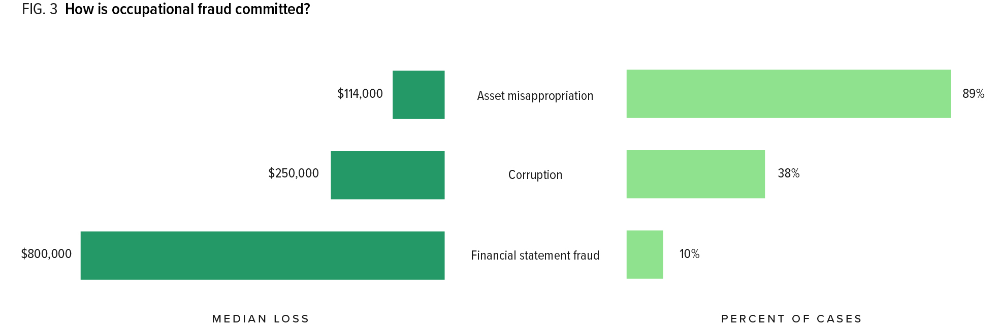 FIG. 3 How is occupational fraud committed?
$114,000 Asset misappropriation 89%
$250,000 Corruption 38%
$800,000 Financial statement fraud 10%
MEDIAN LOSS PERCENT OF CASES